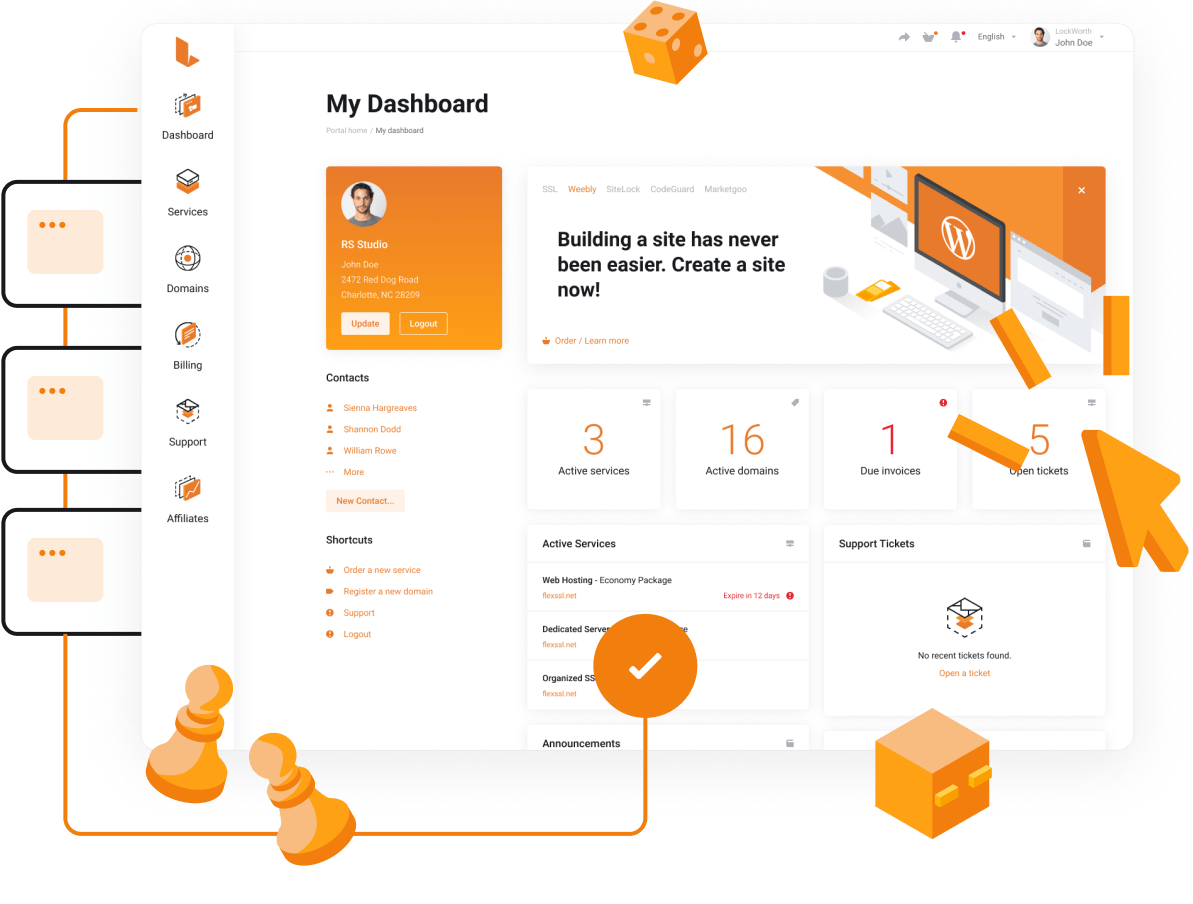 LockWorth
English
John Doe
Dashboard
Services
Domains
Billing
Support
Affiliates
My Dashboard
Portal home / My dashboard
RS Studio
John Doe
2472 Red Dog Road
Charlotte, NC 28209
Update
Logout
SSL Weebly SiteLock CodeGuard Marketgoo
Building a site has never
been easier. Create a site
now!
Order / Learn more
Contacts
Sienna Hargreaves
Shannon Dodd
William Rowe
More
New Contact...
Shortcuts
Order a new service
Register a new domain
Support
Logout
3
Active services
16
Active domains
1
Due invoices
5
Open tickets
Active Services
Web Hosting - Economy Package
flexssl.net
Expire in 12 days
Dedicated Server
flexssl.net
Organized SS
flexssl.net
Support Tickets
No recent tickets found.
Open a ticket
Announcements